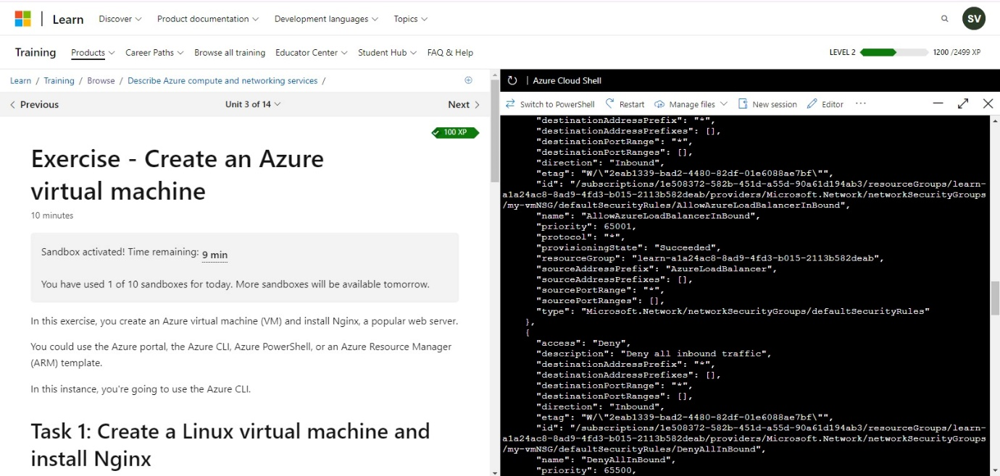 Learn Discover Product documentation Development languages Topics SV
Training Products Career Paths Browse all training Educator Center Student Hub FAQ & Help LEVEL 2 1200 /2499 XP
Learn / Training / Browse / Describe Azure compute and networking services /
Previous Unit 3 of 14 Next
100 XP
Exercise - Create an Azure
virtual machine
10 minutes
Sandbox activated! Time remaining: 9 min
You have used 1 of 10 sandboxes for today. More sandboxes will be available tomorrow.
In this exercise, you create an Azure virtual machine (VM) and install Nginx, a popular web server.
You could use the Azure portal, the Azure CLI, Azure PowerShell, or an Azure Resource Manager
(ARM) template.
In this instance, you're going to use the Azure CLI.
Task 1: Create a Linux virtual machine and
install Nginx
Azure Cloud Shell
Switch to PowerShell Restart Manage files New session Editor ···
"destinationAddressPrefix": "*",
"destinationAddressPrefixes": [],
"destinationPortRange": "*",
"destinationPortRanges": [],
"direction": "Inbound",
"etag": "W/\"2eab1339-bad2-4480-82df-01e6088ae7bf\"",
"id": "/subscriptions/1e508372-582b-451d-a55d-90a61d194ab3/resourceGroups/learn-
a1a24ac8-8ad9-4fd3-b015-2113b582deab/providers/Microsoft.Network/networkSecurityGroups
/my-vmNSG/defaultSecurityRules/AllowAzureLoadBalancerInBound",
"name": "AllowAzureLoadBalancerInBound",
"priority": 65001,
"protocol": "*",
"provisioningState": "Succeeded",
"resourceGroup": "learn-a1a24ac8-8ad9-4fd3-b015-2113b582deab",
"sourceAddressPrefix": "AzureLoadBalancer",
"sourceAddressPrefixes": [],
"sourcePortRange": "*",
"sourcePortRanges": [],
"type": "Microsoft.Network/networkSecurityGroups/defaultSecurityRules"
},
{
"access": "Deny",
"description": "Deny all inbound traffic",
"destinationAddressPrefix": "*",
"destinationAddressPrefixes": [],
"destinationPortRange": "*",
"destinationPortRanges": [],
"direction": "Inbound",
"etag": "W/\"2eab1339-bad2-4480-82df-01e6088ae7bf\"",
"id": "/subscriptions/1e508372-582b-451d-a55d-90a61d194ab3/resourceGroups/learn-
a1a24ac8-8ad9-4fd3-b015-2113b582deab/providers/Microsoft.Network/networkSecurityGroups
/my-vmNSG/defaultSecurityRules/DenyAllInBound",
"name": "DenyAllInBound",
"priority": 65500,